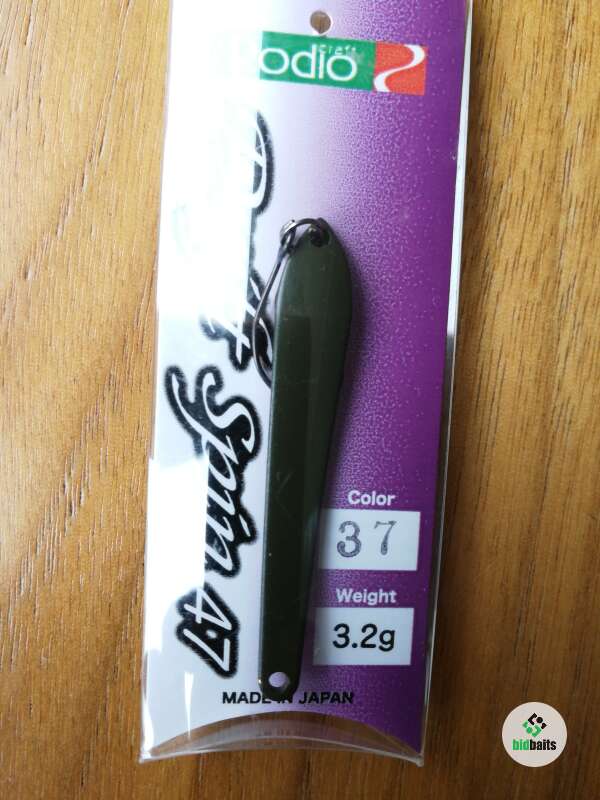 craft
odio
Spin 47
Color
37
Weight
3.2g
MADE IN JAPAN
bidbaits